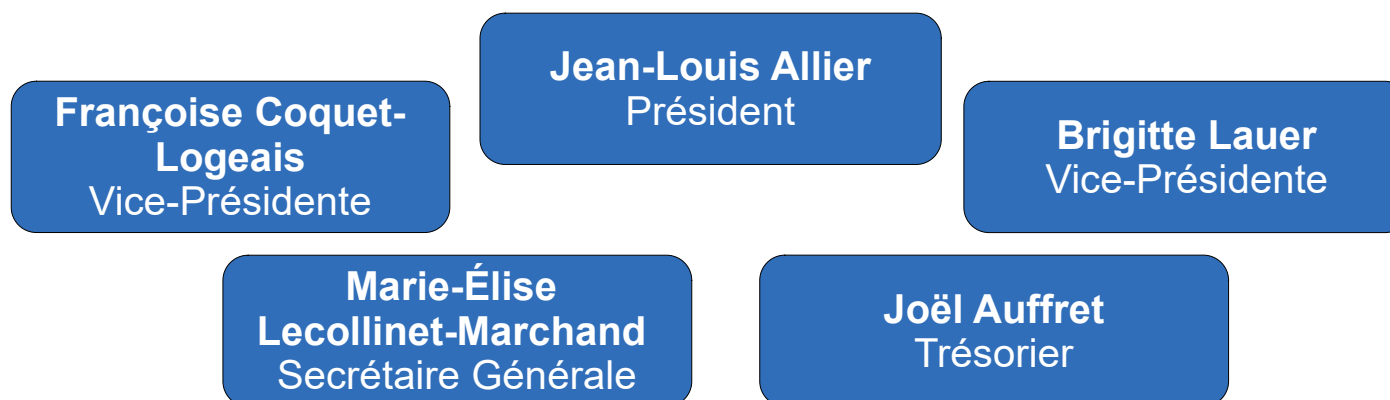 Jean-Louis Allier
Président
Françoise Coquet-
Logeais
Vice-Présidente
Brigitte Lauer
Vice-Présidente
Marie-Élise
Lecollinet-Marchand
Secrétaire Générale
Joël Auffret
Trésorier